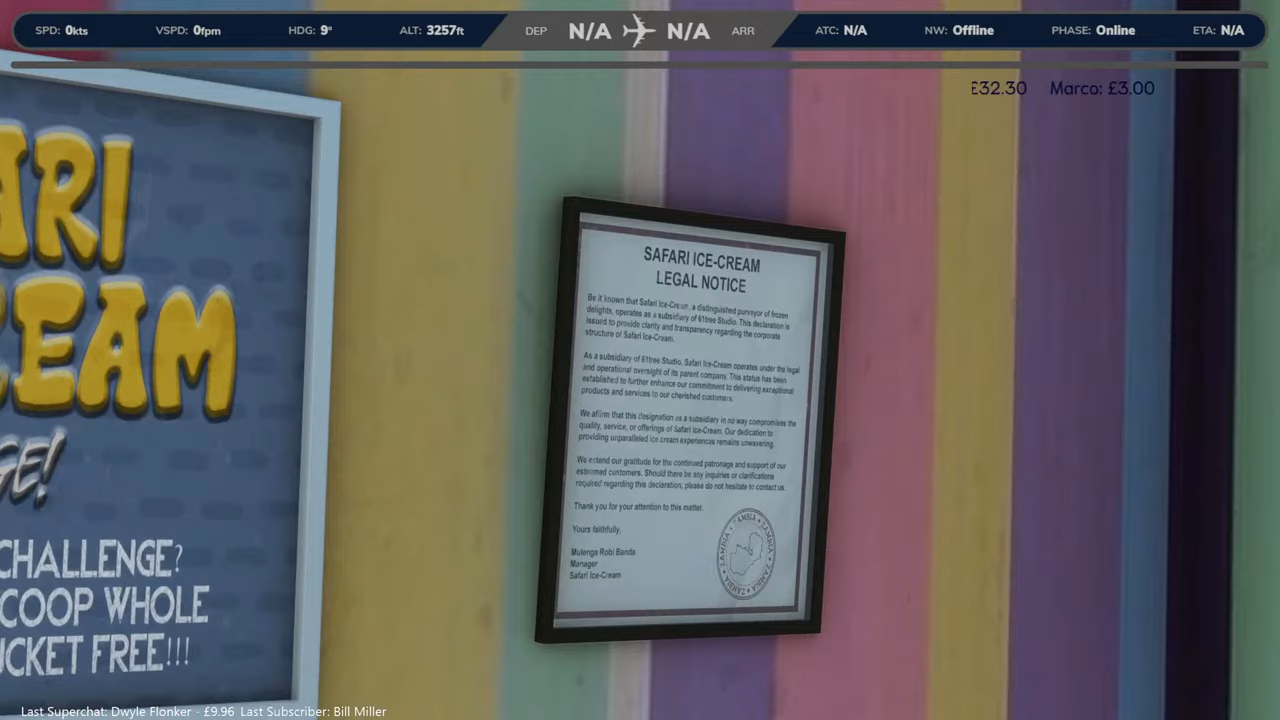 SPD: 0kts VSPD: 0fpm HDG: 9° ALT: 3257ft DEP N/A N/A ARR ATC: N/A NW: Offline PHASE: Online ETA: N/A
£32.30 Marco: £3.00
ARI
EAM
GE!
CHALLENGE?
COOP WHOLE
CKET FREE!!!
SAFARI ICE-CREAM
LEGAL NOTICE
Be it known that Safari Ice-Cream, a distinguished purveyor of frozen
delights, operates as a subsidiary of 61tree Studio. This declaration is
issued to provide clarity and transparency regarding the corporate
structure of Safari Ice-Cream.
As a subsidiary of 61tree Studio, Safari Ice-Cream operates under the legal
and operational oversight of its parent company. This status has been
established to further enhance our commitment to delivering exceptional
products and services to our cherished customers.
We affirm that this designation as a subsidiary in no way compromises the
quality, service, or offerings of Safari Ice-Cream. Our dedication to
providing unparalleled ice cream experiences remains unwavering.
We extend our gratitude for the continued patronage and support of our
esteemed customers. Should there be any inquiries or clarifications
required regarding this declaration, please do not hesitate to contact us.
Thank you for your attention to this matter.
Yours faithfully,
Mulenga Robi Banda
Manager
Safari Ice-Cream
ZAMBIA ZAMBIA ZAMBIA
Last Superchat: Dwyle Flonker - £9.96 Last Subscriber: Bill Miller